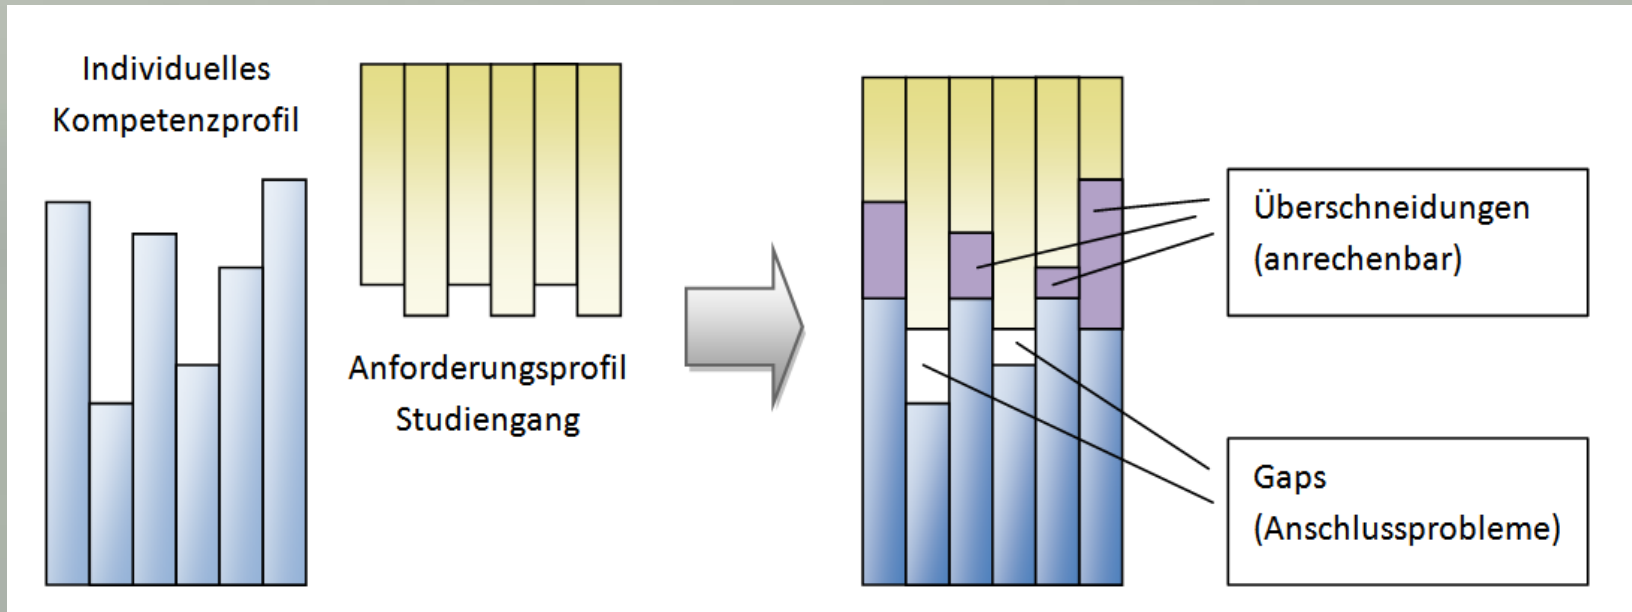 Individuelles
Kompetenzprofil
Anforderungsprofil
Studiengang
Überschneidungen
(anrechenbar)
Gaps
(Anschlussprobleme)